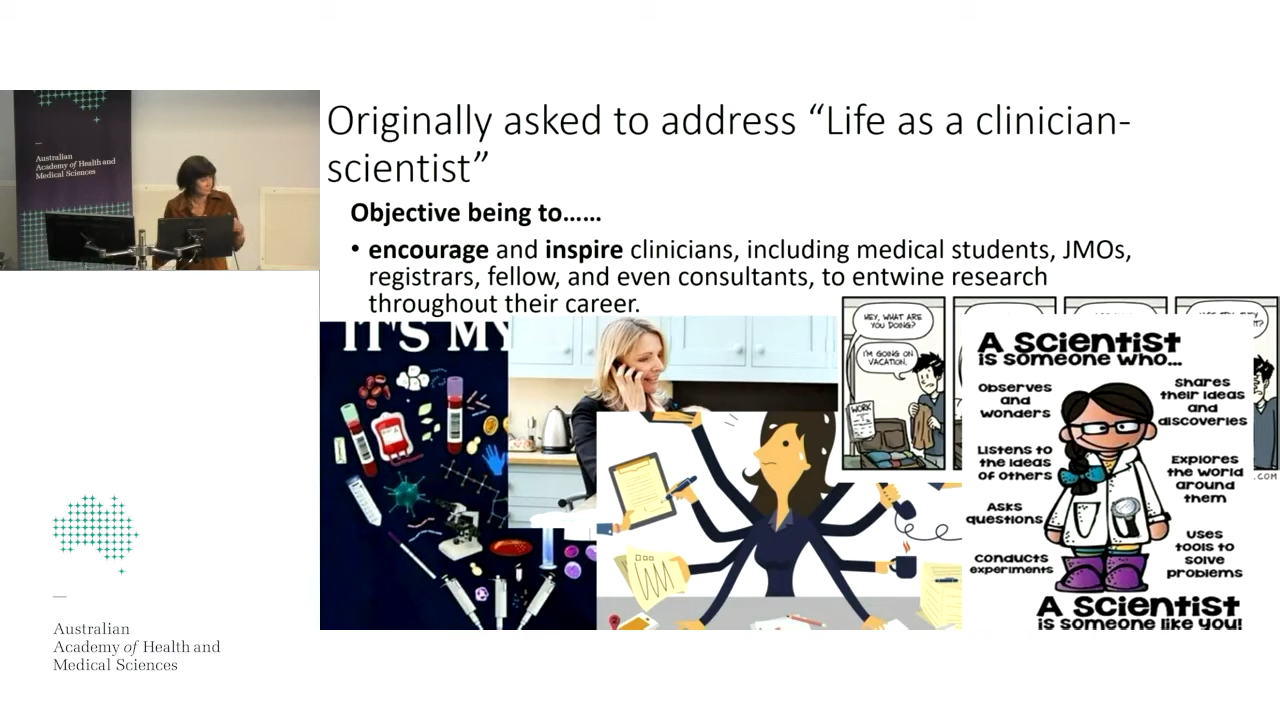 Australian
Academy of Health and
Medical Sciences
Originally asked to address “Life as a clinician-
scientist”
Objective being to……
• encourage and inspire clinicians, including medical students, JMOs,
registrars, fellow, and even consultants, to entwine research
throughout their career.
IT'S MY
HEY, WHAT ARE
YOU DOING?
I'M GOING ON
VACATION.
WORK
A SCIENTIST
IS SOMEONE WHO...
OBSERVES
AND
WONDERS
SHARES
THEIR IDEAS
AND
DISCOVERIES
LISTENS TO
THE IDEAS
OF OTHERS
EXPLORES
THE WORLD
AROUND
THEM
ASKS
QUESTIONS
USES
TOOLS TO
SOLVE
PROBLEMS
CONDUCTS
EXPERIMENTS
A SCIENTIST
IS SOMEONE LIKE YOU!
.COM
Australian
Academy of Health and
Medical Sciences